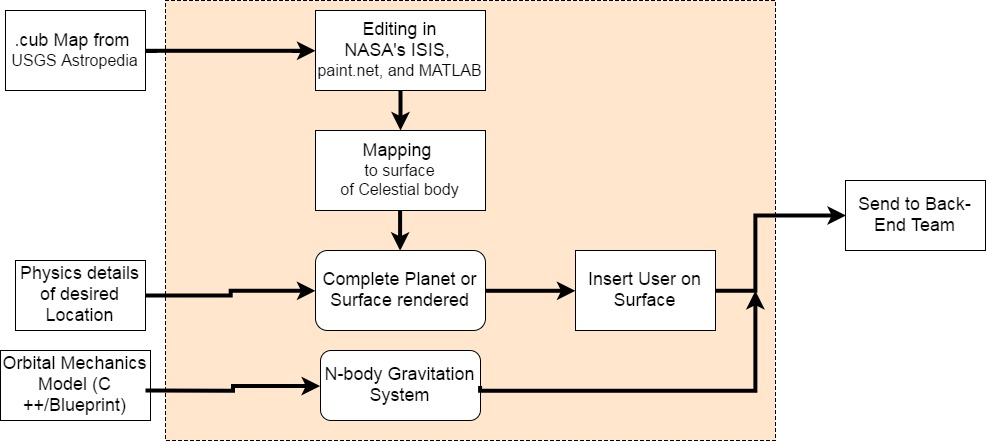 .cub Map from
USGS Astropedia
Editing in
NASA's ISIS,
paint.net, and MATLAB
Mapping
to surface
of Celestial body
Send to Back-
End Team
Physics details
of desired
Location
Complete Planet or
Surface rendered
Insert User on
Surface
Orbital Mechanics
Model (C
++/Blueprint)
N-body Gravitation
System